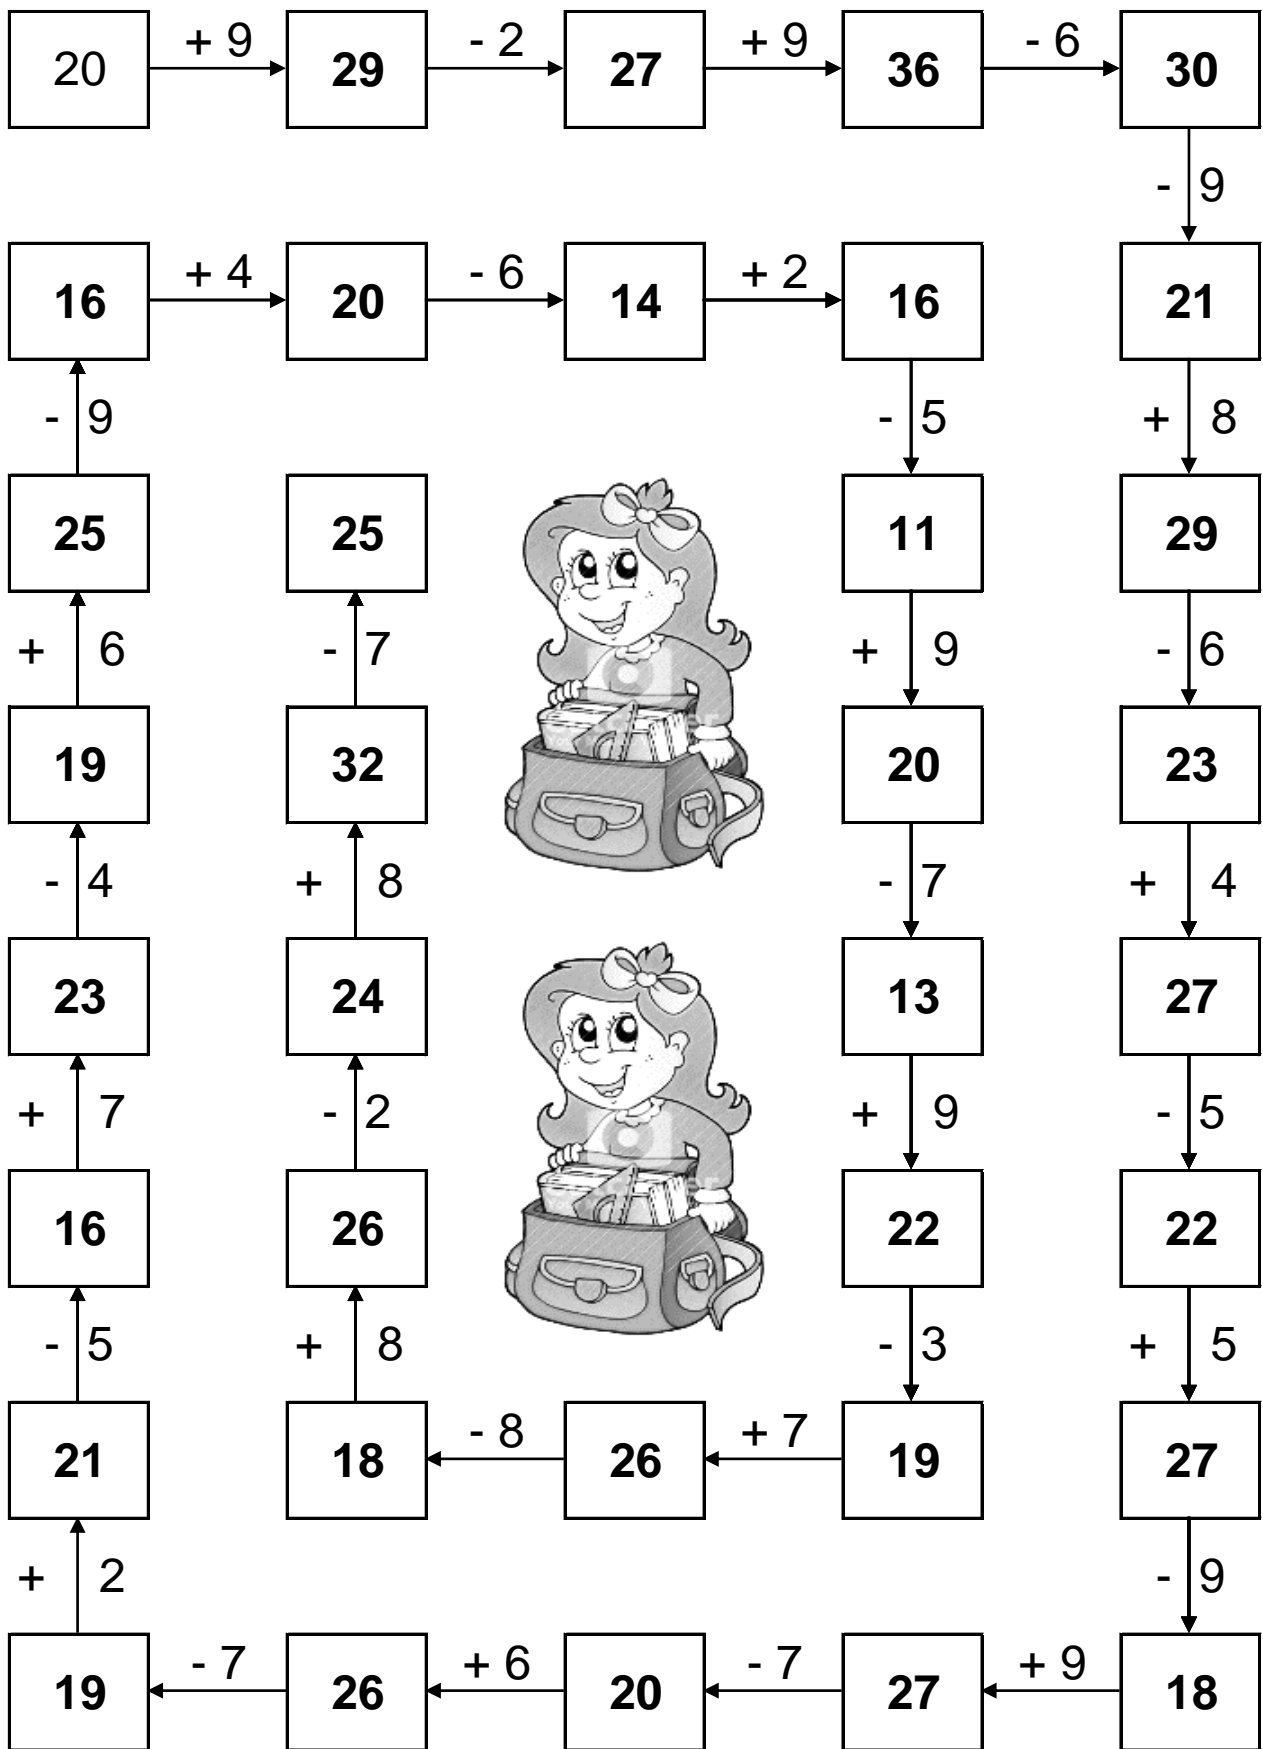 20 + 9 29 - 2 27 + 9 36 - 6 30
- 9
16 + 4 20 - 6 14 + 2 16 21
- 9 - 5 + 8
25 25 11 29
+ 6 - 7 + 9 - 6
19 32 20 23
- 4 + 8 - 7 + 4
23 24 13 27
+ 7 - 2 + 9 - 5
16 26 22 22
- 5 + 8 - 3 + 5
21 18 - 8 26 + 7 19 27
+ 2 - 9
19 - 7 26 + 6 20 - 7 27 + 9 18